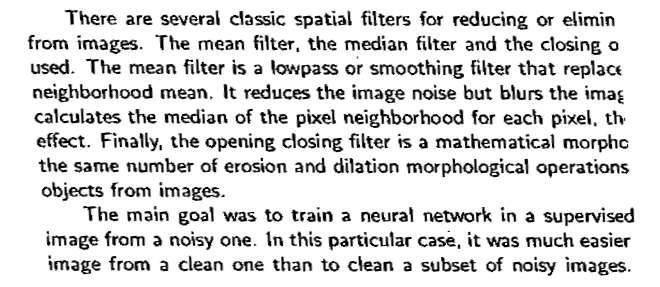 There are several classic spatial filters for reducing or elimin
from images. The mean filter, the median filter and the closing o
used. The mean filter is a lowpass or smoothing filter that replace
neighborhood mean. It reduces the image noise but blurs the imag
calculates the median of the pixel neighborhood for each pixel, th
effect. Finally, the opening closing filter is a mathematical morpho
the same number of erosion and dilation morphological operations
objects from images.
The main goal was to train a neural network in a supervised
image from a noisy one. In this particular case, it was much easier
image from a clean one than to clean a subset of noisy images.